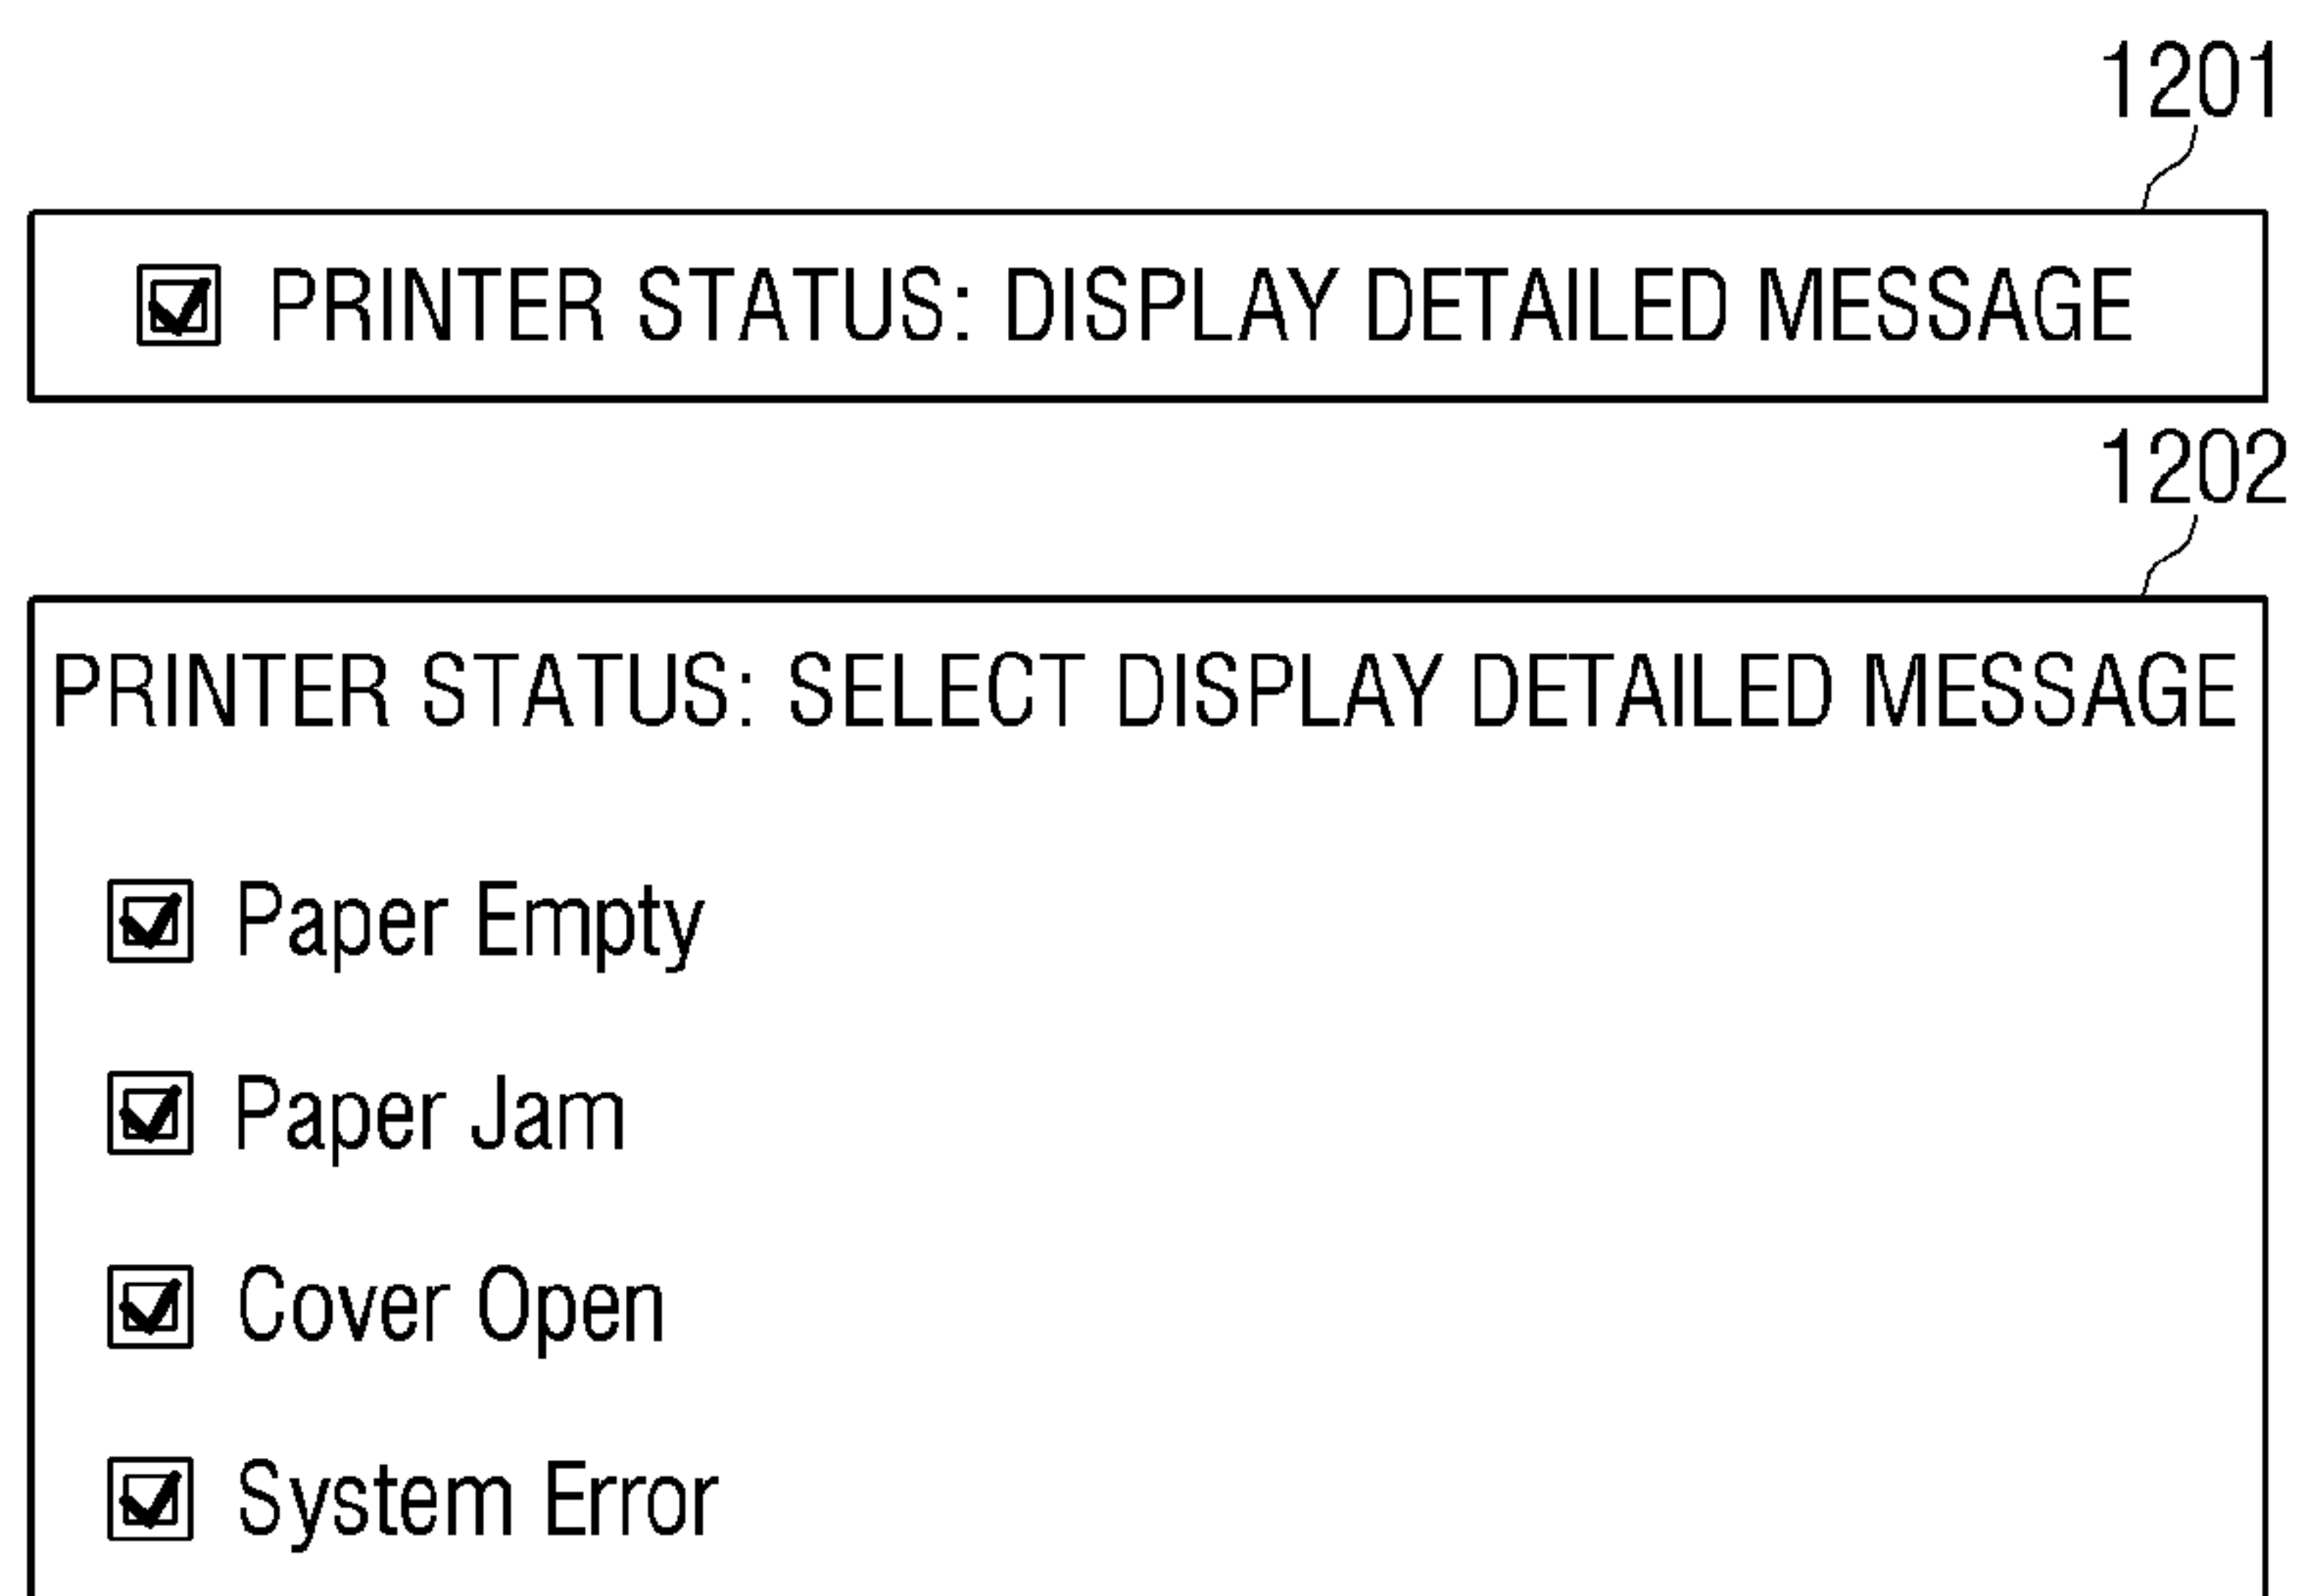 1201
PRINTER STATUS: DISPLAY DETAILED MESSAGE
1202
PRINTER STATUS: SELECT DISPLAY DETAILED MESSAGE
Paper Empty
Paper Jam
Cover Open
System Error